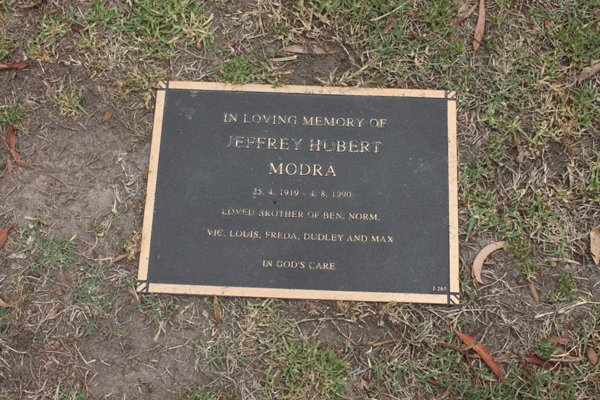 IN LOVING MEMORY OF
JEFFREY HUBERT
MODRA
25. 4. 1919 - 4. 8. 1990
LOVED BROTHER OF BEN, NORM,
VIC, LOUIS, FREDA, DUDLEY AND MAX
IN GOD'S CARE
J 265